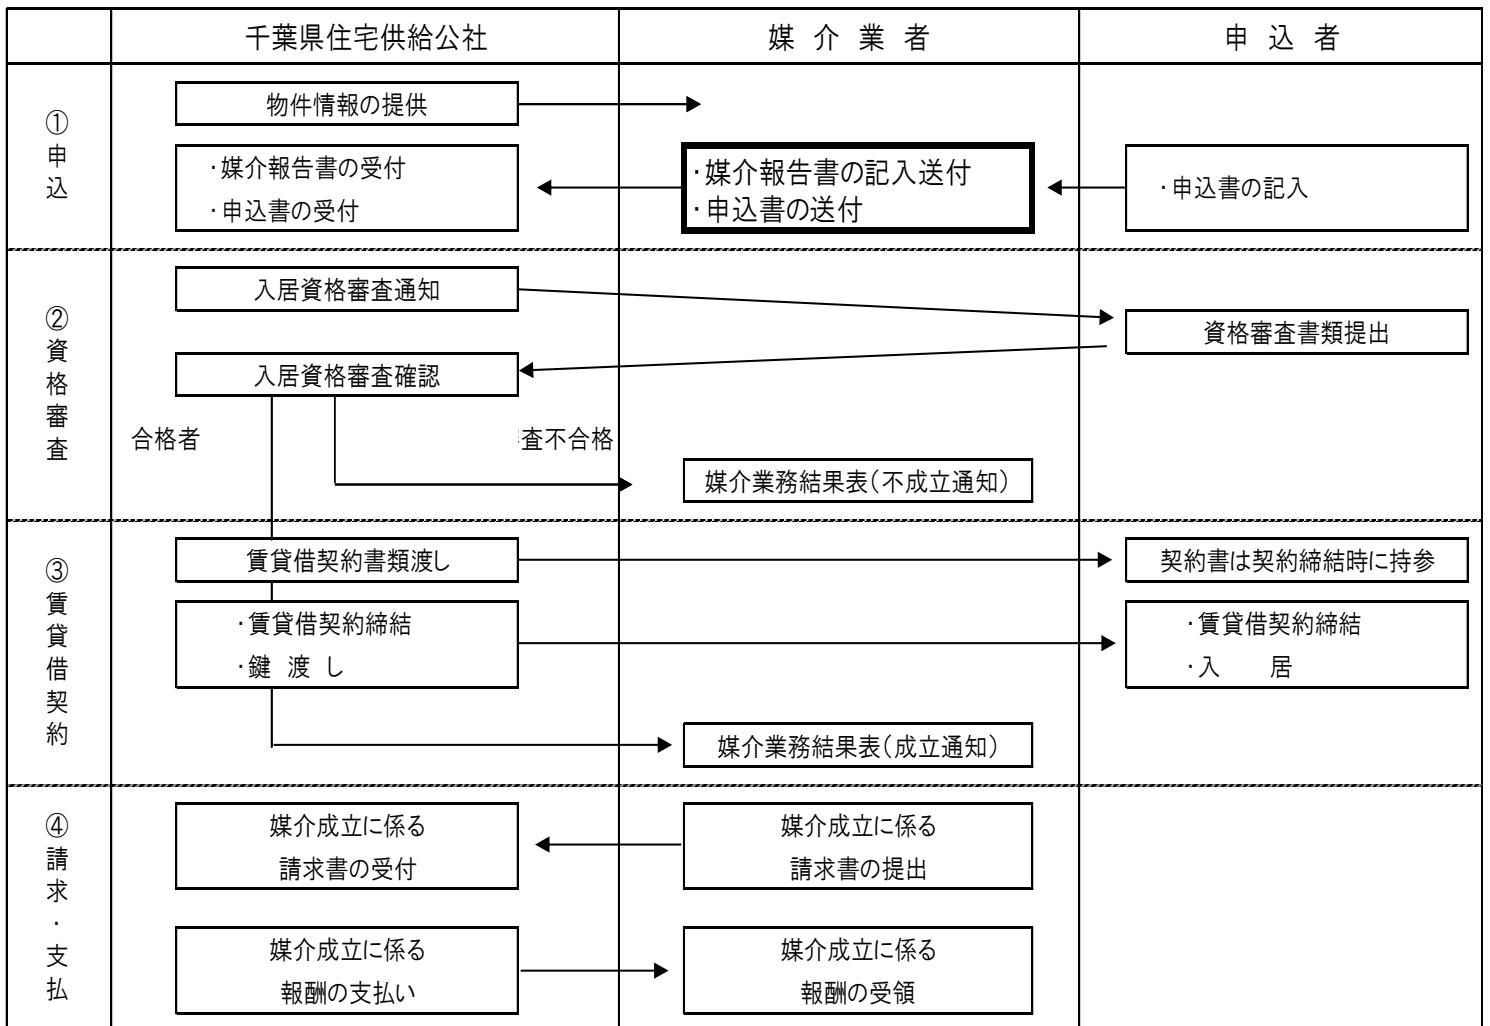 千葉県住宅供給公社
媒 介 業 者
申 込 者
①申込
物件情報の提供
・媒介報告書の受付
・申込書の受付
・媒介報告書の記入送付
・申込書の送付
・申込書の記入
②資格審査
入居資格審査通知
資格審査書類提出
入居資格審査確認
合格者
査不合格
媒介業務結果表(不成立通知)
③賃貸借契約
賃貸借契約書類渡し
契約書は契約締結時に持参
・賃貸借契約締結
・鍵 渡 し
・賃貸借契約締結
・入 居
媒介業務結果表(成立通知)
④請求・支払
媒介成立に係る
請求書の受付
媒介成立に係る
請求書の提出
媒介成立に係る
報酬の支払い
媒介成立に係る
報酬の受領